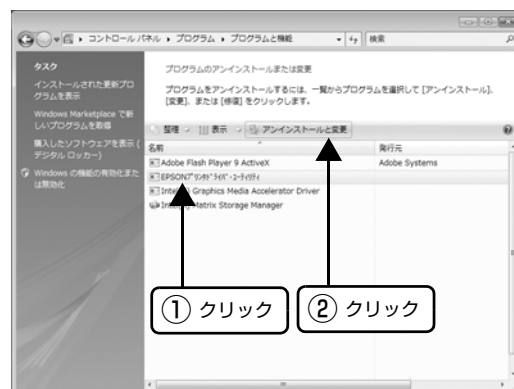 コントロール パネル ▸ プログラム ▸ プログラムと機能
検索
タスク
インストールされた更新プロ
グラムを表示
Windows Marketplace で新
しいプログラムを取得
購入したソフトウェアを表示 (
デジタル ロッカー)
Windows の機能の有効化また
は無効化
プログラムのアンインストールまたは変更
プログラムをアンインストールするには、一覧からプログラムを選択して [アンインストール]、
[変更]、または [修復] をクリックします。
整理 表示 アンインストールと変更
名前 発行元
Adobe Flash Player 9 ActiveX Adobe Systems
EPSONプリンタドライバ・ユーティリティ
Graphics Media Accelerator Driver
Matrix Storage Manager
① クリック
② クリック